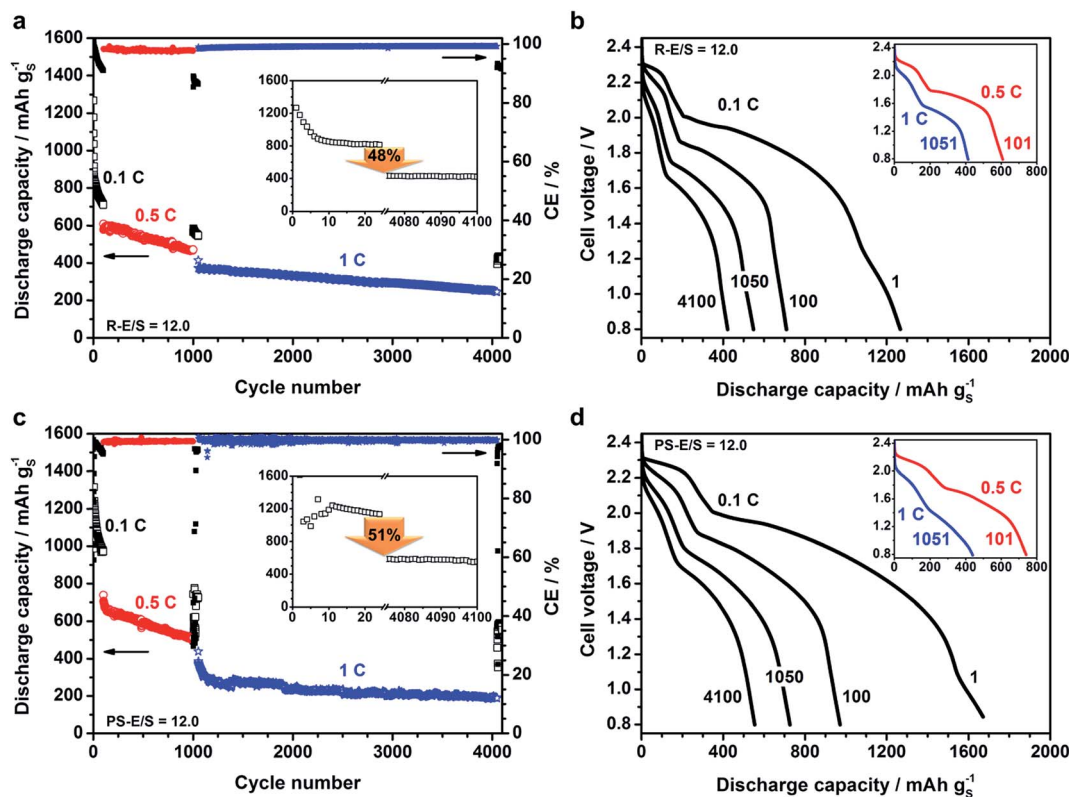 a
1600
1400
1200
1000
800
600
400
200
0
Discharge capacity / mAh g_S^-1
0.1 C
0.5 C
1 C
R-E/S = 12.0
0 1000 2000 3000 4000
Cycle number
100
80
60
40
20
0
CE / %
1600
1200
800
400
0
48%
0 10 20 4080 4090 4100
b
2.4
2.2
2.0
1.8
1.6
1.4
1.2
1.0
0.8
Cell voltage / V
R-E/S = 12.0
0.1 C
4100
1050
100
1
0 400 800 1200 1600 2000
Discharge capacity / mAh g_S^-1
2.4
2.0
1.6
1.2
0.8
0.5 C
1 C
1051
101
0 200 400 600 800
c
1600
1400
1200
1000
800
600
400
200
0
Discharge capacity / mAh g_S^-1
0.1 C
0.5 C
1 C
PS-E/S = 12.0
0 1000 2000 3000 4000
Cycle number
100
80
60
40
20
0
CE / %
1600
1200
800
400
0
51%
0 10 20 4080 4090 4100
d
2.4
2.2
2.0
1.8
1.6
1.4
1.2
1.0
0.8
Cell voltage / V
PS-E/S = 12.0
0.1 C
4100
1050
100
1
0 400 800 1200 1600 2000
Discharge capacity / mAh g_S^-1
2.4
2.0
1.6
1.2
0.8
0.5 C
1 C
1051
101
0 200 400 600 800